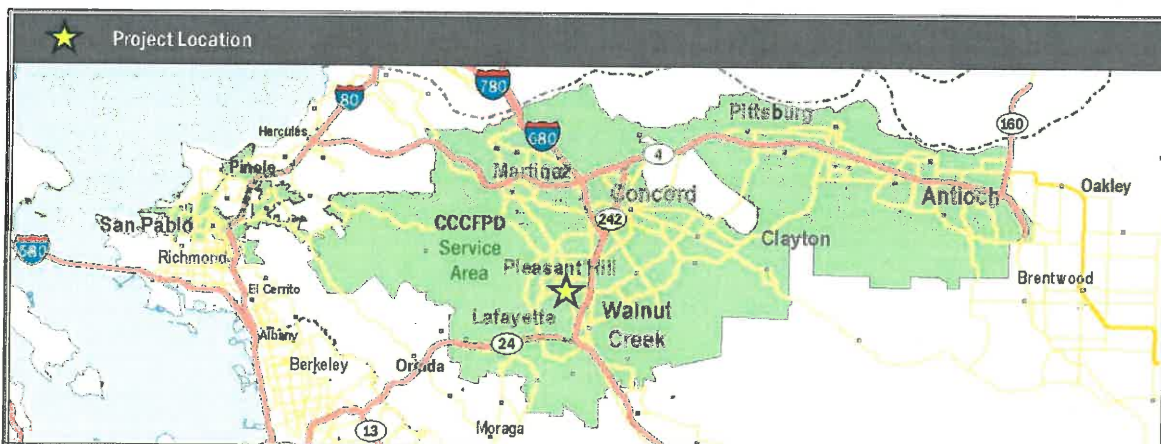 Project Location
780
80
160
Pittsburg
Hercules
680
4
Martinez
Pinole
Oakley
Concord
Antioch
San Pablo
CCCFPD
242
Service
Area
Clayton
580
Richmond
Pleasant Hill
Brentwood
El Cerrito
Lafayette
Walnut
Creek
Albany
24
Berkeley
Orinda
Moraga
13